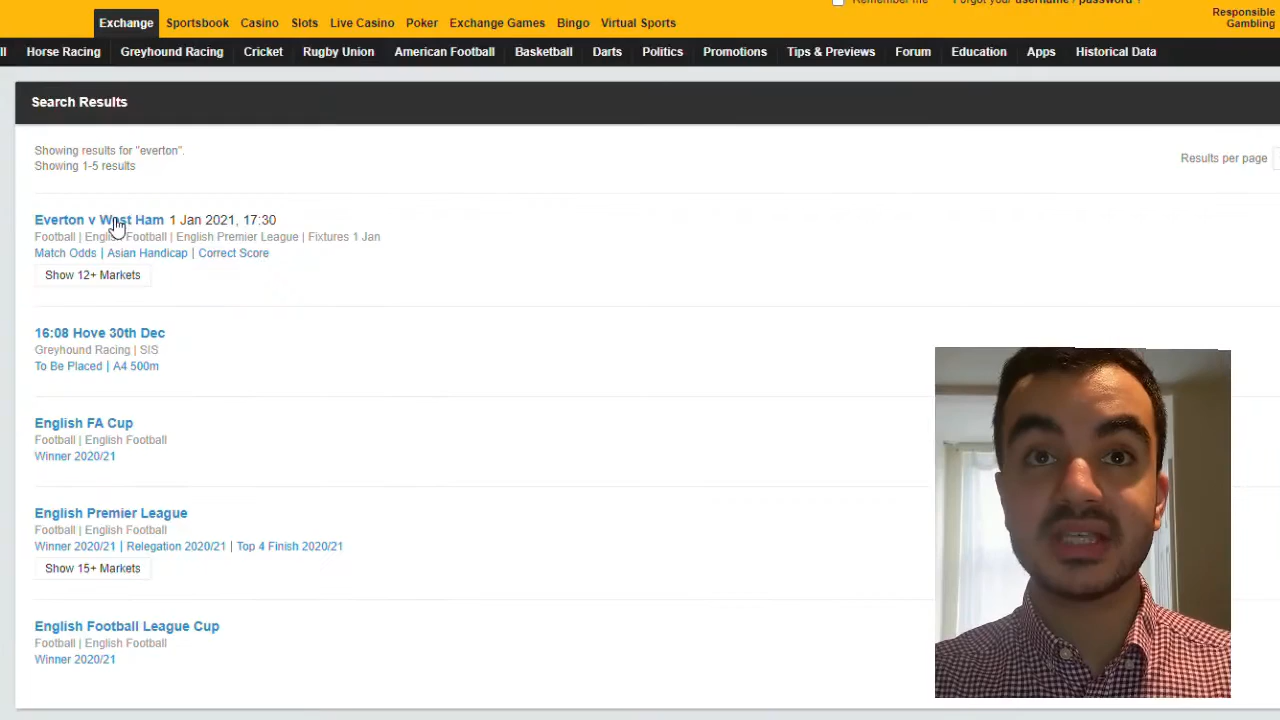 Remember me Forgot your username / password ?
Responsible
Gambling
Exchange Sportsbook Casino Slots Live Casino Poker Exchange Games Bingo Virtual Sports
Horse Racing Greyhound Racing Cricket Rugby Union American Football Basketball Darts Politics Promotions Tips & Previews Forum Education Apps Historical Data
Search Results
Showing results for "everton".
Showing 1-5 results
Results per page
Everton v West Ham 1 Jan 2021, 17:30
Football | English Football | English Premier League | Fixtures 1 Jan
Match Odds | Asian Handicap | Correct Score
Show 12+ Markets
16:08 Hove 30th Dec
Greyhound Racing | SIS
To Be Placed | A4 500m
English FA Cup
Football | English Football
Winner 2020/21
English Premier League
Football | English Football
Winner 2020/21 | Relegation 2020/21 | Top 4 Finish 2020/21
Show 15+ Markets
English Football League Cup
Football | English Football
Winner 2020/21